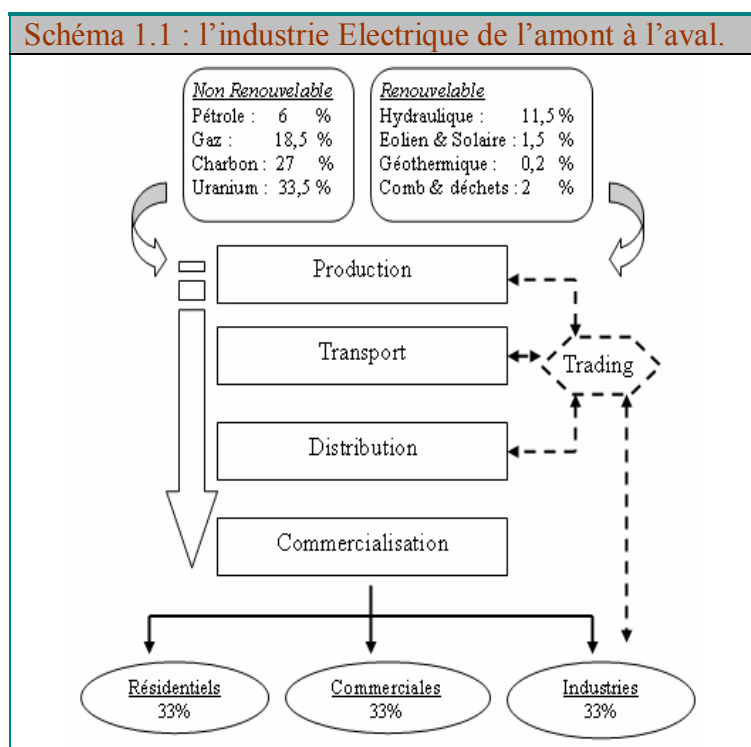 Schéma 1.1 : l’industrie Electrique de l’amont à l’aval.
Non Renouvelable
Pétrole : 6 %
Gaz : 18,5 %
Charbon : 27 %
Uranium : 33,5 %
Renouvelable
Hydraulique : 11,5 %
Eolien & Solaire : 1,5 %
Géothermique : 0,2 %
Comb & déchets : 2 %
Production
Transport
Trading
Distribution
Commercialisation
Résidentiels
33%
Commerciales
33%
Industries
33%